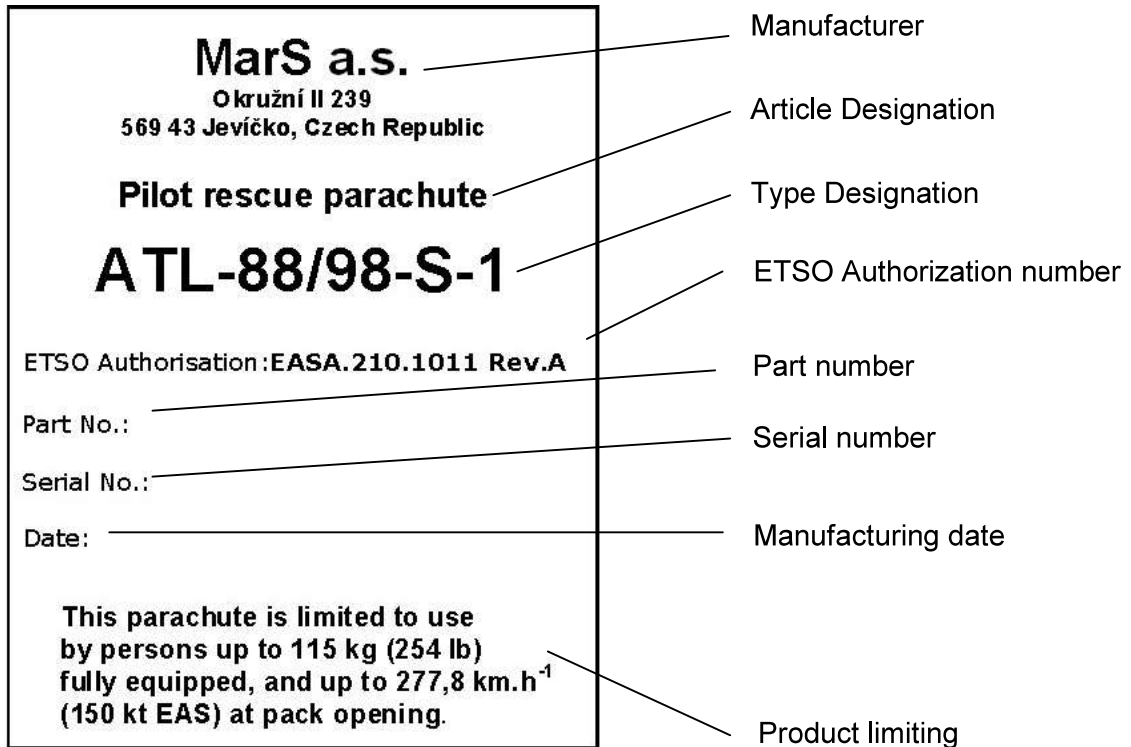 MarS a.s.
Okružní II 239
569 43 Jevíčko, Czech Republic
Pilot rescue parachute
ATL-88/98-S-1
ETSO Authorisation:EASA.210.1011 Rev.A
Part No.:
Serial No.:
Date:
This parachute is limited to use
by persons up to 115 kg (254 lb)
fully equipped, and up to 277,8 km.h⁻¹
(150 kt EAS) at pack opening.
Manufacturer
Article Designation
Type Designation
ETSO Authorization number
Part number
Serial number
Manufacturing date
Product limiting